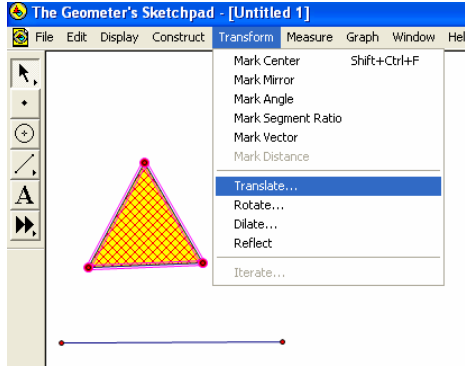 The Geometer's Sketchpad - [Untitled 1]
File Edit Display Construct Transform Measure Graph Window Hel
Mark Center Shift+Ctrl+F
Mark Mirror
Mark Angle
Mark Segment Ratio
Mark Vector
Mark Distance
Translate...
Rotate...
Dilate...
Reflect
Iterate...
A